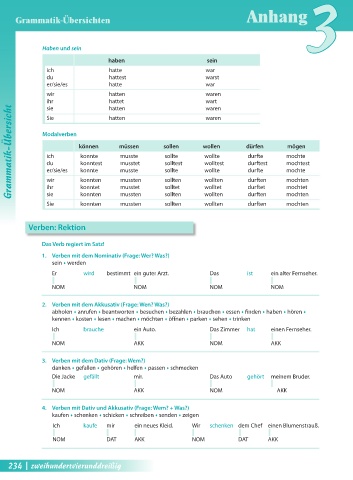 Grammatik-Übersichten
Anhang 3
Grammatik-Übersicht
Haben und sein
haben sein
ich hatte war
du hattest warst
er/sie/es hatte war
wir hatten waren
ihr hattet wart
sie hatten waren
Sie hatten waren
Modalverben
können müssen sollen wollen dürfen mögen
ich konnte musste sollte wollte durfte mochte
du konntest musstest solltest wolltest durftest mochtest
er/sie/es konnte musste sollte wollte durfte mochte
wir konnten mussten sollten wollten durften mochten
ihr konntet musstet solltet wolltet durftet mochtet
sie konnten mussten sollten wollten durften mochten
Sie konnten mussten sollten wollten durften mochten
Verben: Rektion
Das Verb regiert im Satz!
1. Verben mit dem Nominativ (Frage: Wer? Was?)
sein • werden
Er wird bestimmt ein guter Arzt. Das ist ein alter Fernseher.
NOM NOM NOM NOM
2. Verben mit dem Akkusativ (Frage: Wen? Was?)
abholen • anrufen • beantworten • besuchen • bezahlen • brauchen • essen • finden • haben • hören •
kennen • kosten • lesen • machen • möchten • öffnen • parken • sehen • trinken
Ich brauche ein Auto. Das Zimmer hat einen Fernseher.
NOM AKK NOM AKK
3. Verben mit dem Dativ (Frage: Wem?)
danken • gefallen • gehören • helfen • passen • schmecken
Die Jacke gefällt mir. Das Auto gehört meinem Bruder.
NOM AKK NOM AKK
4. Verben mit Dativ und Akkusativ (Frage: Wem? + Was?)
kaufen • schenken • schicken • schreiben • senden • zeigen
Ich kaufe mir ein neues Kleid. Wir schenken dem Chef einen Blumenstrauß.
NOM DAT AKK NOM DAT AKK
234 | zweihundertvierunddreißig